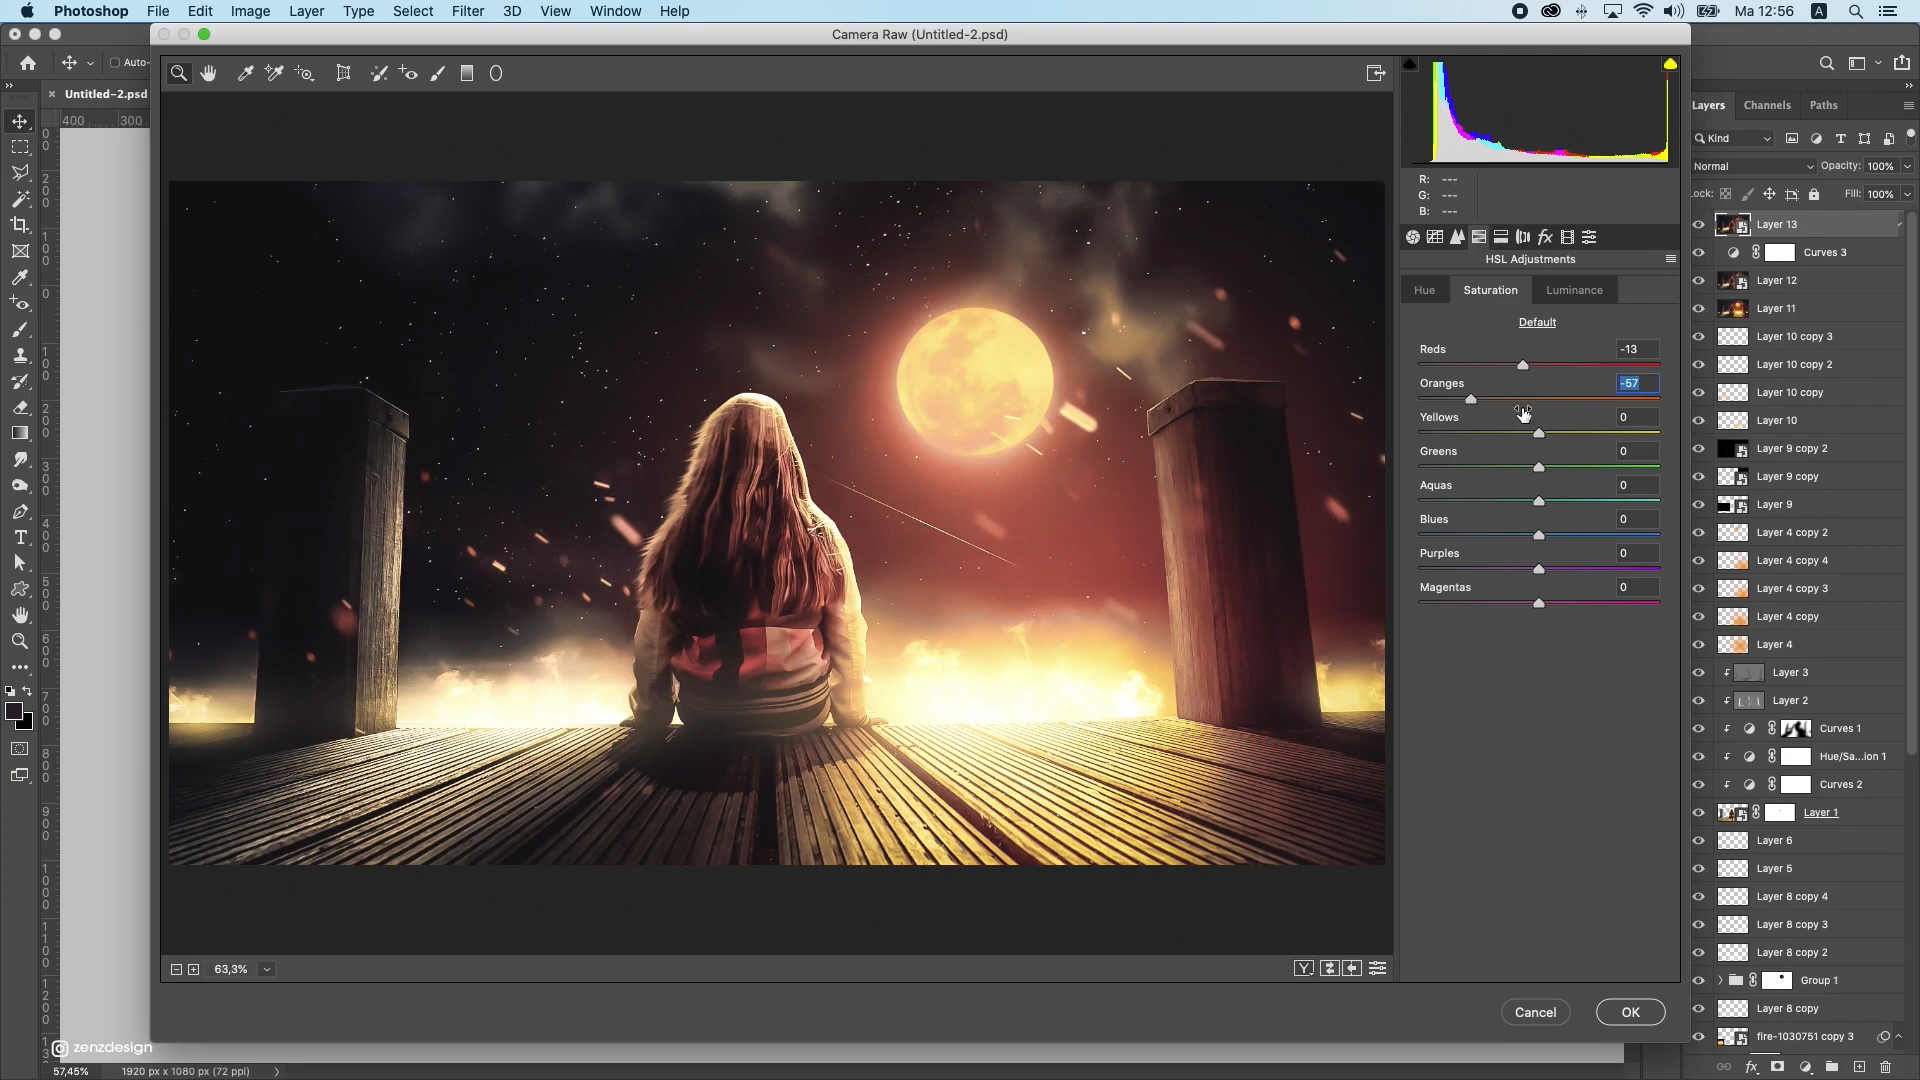 Photoshop File Edit Image Layer Type Select Filter 3D View Window Help
Ma 12:56 A
Camera Raw (Untitled-2.psd)
Auto-
Untitled-2.psd
400 300
R: ---
G: ---
B: ---
HSL Adjustments
Hue Saturation Luminance
Default
Reds -13
Oranges -57
Yellows 0
Greens 0
Aquas 0
Blues 0
Purples 0
Magentas 0
63,3%
Cancel OK
Layers Channels Paths
Kind
Normal Opacity: 100%
Lock: Fill: 100%
Layer 13
Curves 3
Layer 12
Layer 11
Layer 10 copy 3
Layer 10 copy 2
Layer 10 copy
Layer 10
Layer 9 copy 2
Layer 9 copy
Layer 9
Layer 4 copy 2
Layer 4 copy 4
Layer 4 copy 3
Layer 4 copy
Layer 4
Layer 3
Layer 2
Curves 1
Hue/Sa...ion 1
Curves 2
Layer 1
Layer 6
Layer 5
Layer 8 copy 4
Layer 8 copy 3
Layer 8 copy 2
Group 1
Layer 8 copy
fire-1030751 copy 3
zenzdesign
57,45% 1920 px x 1080 px (72 ppi)